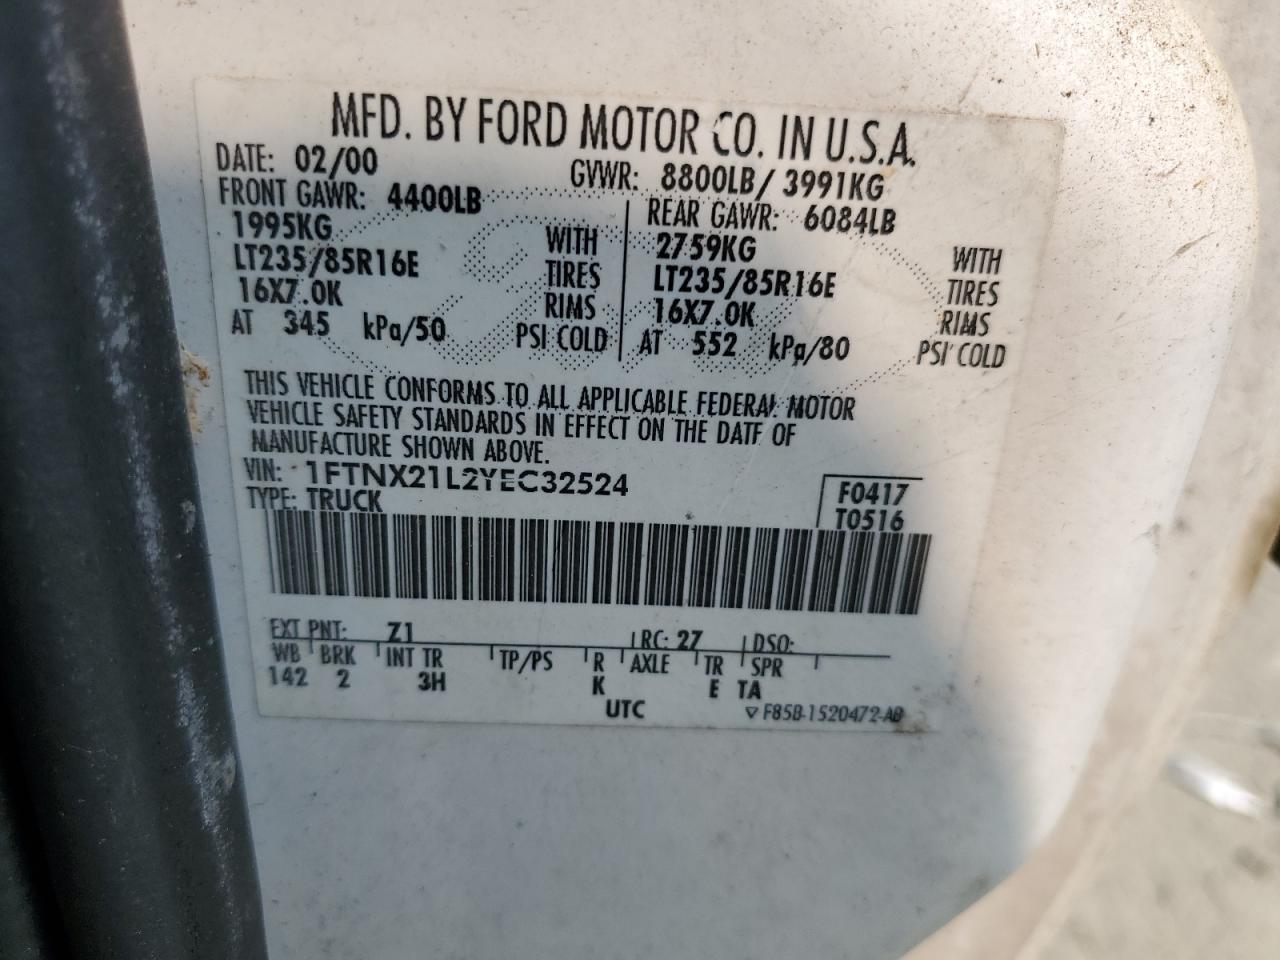 MFD. BY FORD MOTOR CO. IN U.S.A.
DATE: 02/00 GVWR: 8800LB/ 3991KG
FRONT GAWR: 4400LB REAR GAWR: 6084LB
1995KG WITH 2759KG WITH
LT235/85R16E TIRES LT235/85R16E TIRES
16X7.0K RIMS 16X7.0K RIMS
AT 345 kPa/50 PSI COLD AT 552 kPa/80 PSI COLD
THIS VEHICLE CONFORMS TO ALL APPLICABLE FEDERAL MOTOR
VEHICLE SAFETY STANDARDS IN EFFECT ON THE DATE OF
MANUFACTURE SHOWN ABOVE.
VIN: 1FTNX21L2YEC32524 F0417
TYPE: TRUCK T0516
EXT PNT: Z1 RC: 27 DSO:
WB BRK INT TR TP/PS R AXLE TR SPR
142 2 3H K E TA
UTC ▽ F85B-1520472-AB